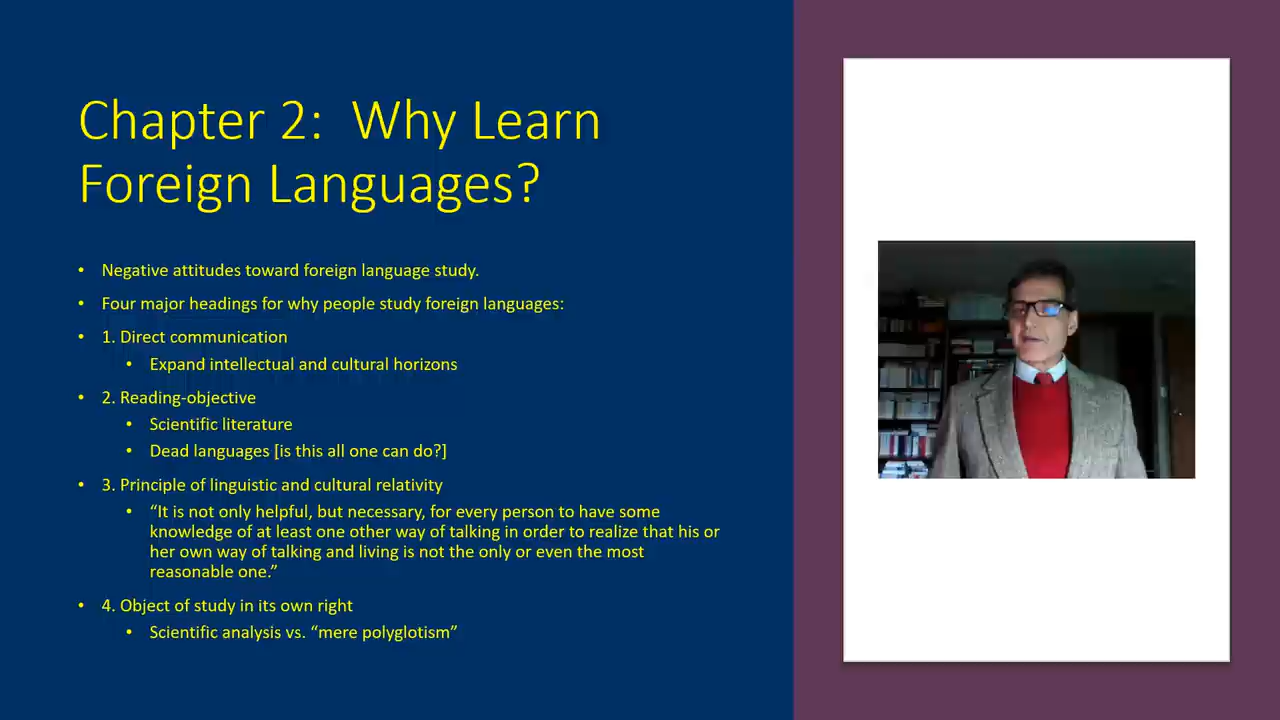 Chapter 2:  Why Learn
Foreign Languages?
• Negative attitudes toward foreign language study.
• Four major headings for why people study foreign languages:
• 1. Direct communication
• Expand intellectual and cultural horizons
• 2. Reading-objective
• Scientific literature
• Dead languages [is this all one can do?]
• 3. Principle of linguistic and cultural relativity
• “It is not only helpful, but necessary, for every person to have some
knowledge of at least one other way of talking in order to realize that his or
her own way of talking and living is not the only or even the most
reasonable one.”
• 4. Object of study in its own right
• Scientific analysis vs. “mere polyglotism”